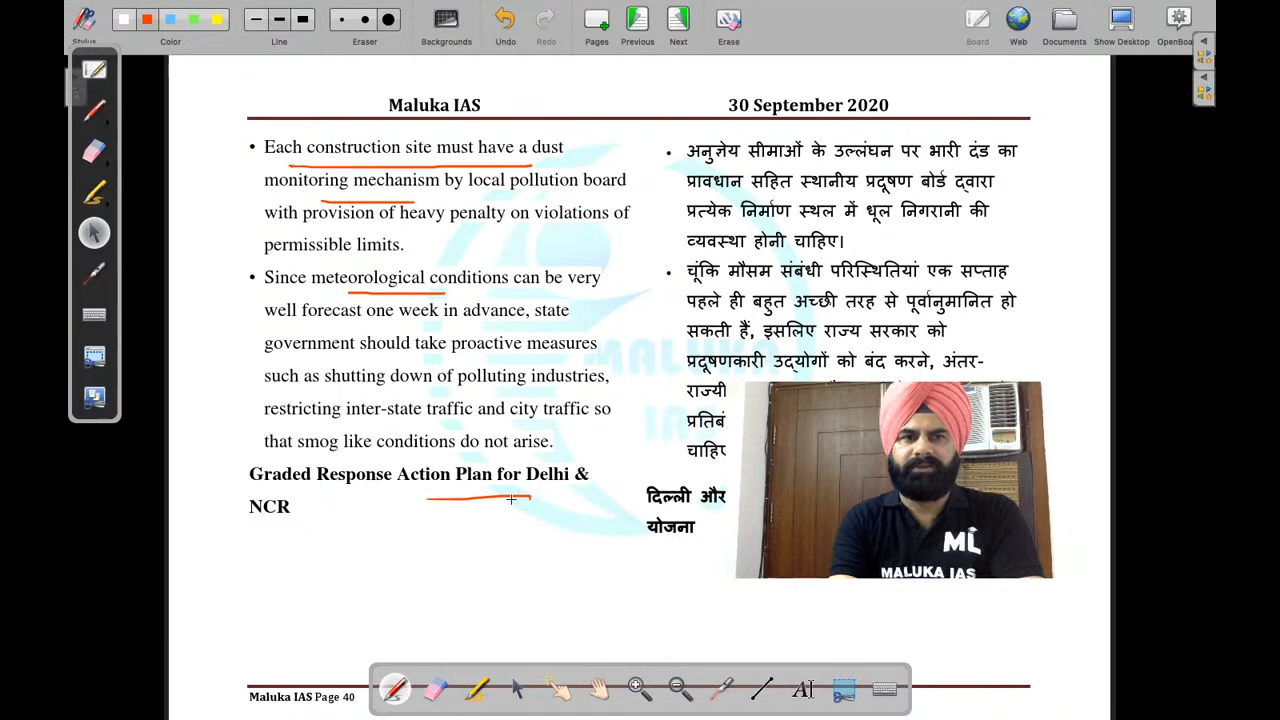 Stylus
Color
Line
Eraser
Backgrounds
Undo
Redo
Pages
Previous
Next
Erase
Board
Web
Documents
Show Desktop
Maluka IAS
30 September 2020
• Each construction site must have a dust
monitoring mechanism by local pollution board
with provision of heavy penalty on violations of
permissible limits.
• Since meteorological conditions can be very
well forecast one week in advance, state
government should take proactive measures
such as shutting down of polluting industries,
restricting inter-state traffic and city traffic so
that smog like conditions do not arise.
Graded Response Action Plan for Delhi &
NCR
• अनुज्ञेय सीमाओं के उल्लंघन पर भारी दंड का
प्रावधान सहित स्थानीय प्रदूषण बोर्ड द्वारा
प्रत्येक निर्माण स्थल में धूल निगरानी की
व्यवस्था होनी चाहिए।
• चूंकि मौसम संबंधी परिस्थितियां एक सप्ताह
पहले ही बहुत अच्छी तरह से पूर्वानुमानित हो
सकती हैं, इसलिए राज्य सरकार को
प्रदूषणकारी उद्योगों को बंद करने, अंतर-
दिल्ली और
योजना
MALUKA
IAS
ML
MALUKA IAS
Maluka IAS Page 40